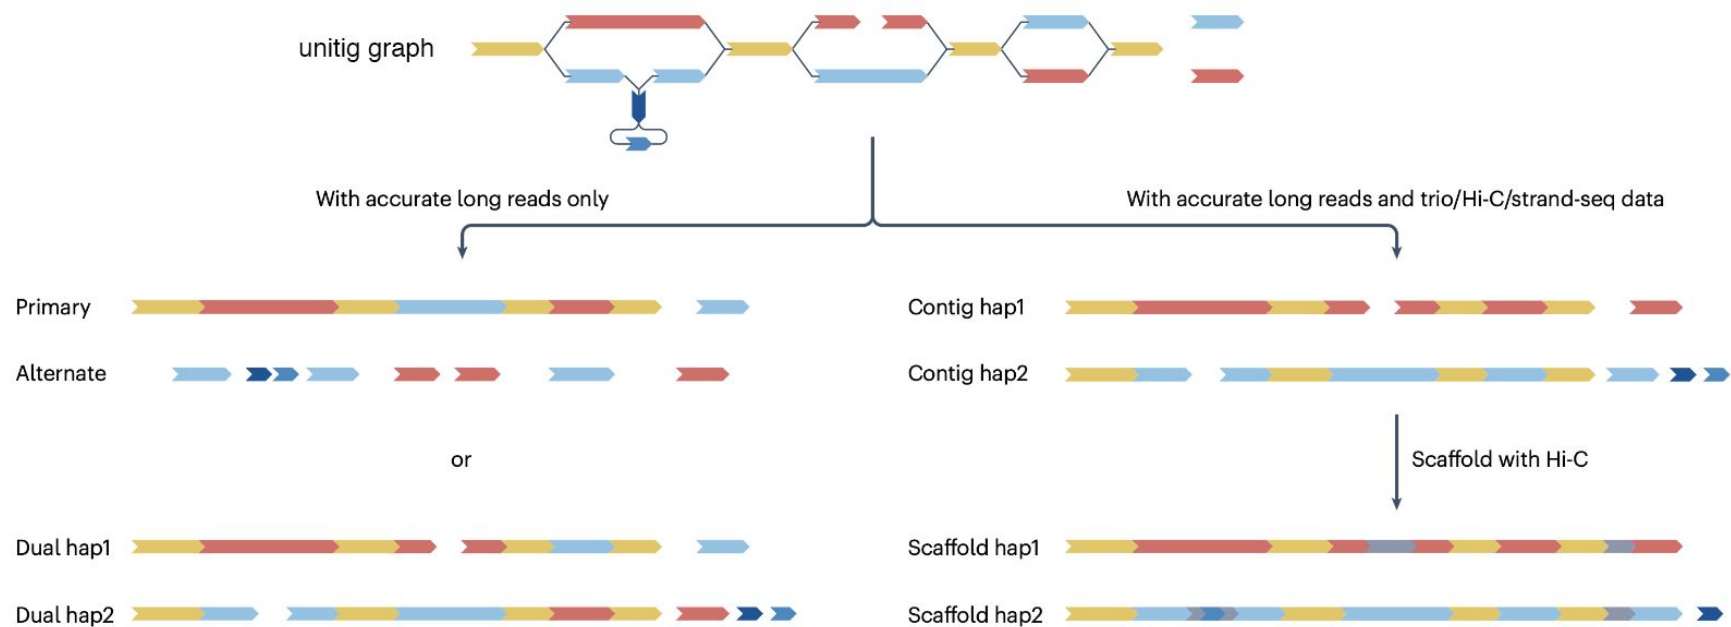 unitig graph
With accurate long reads only
With accurate long reads and trio/Hi-C/strand-seq data
Primary
Alternate
or
Dual hap1
Dual hap2
Contig hap1
Contig hap2
Scaffold with Hi-C
Scaffold hap1
Scaffold hap2